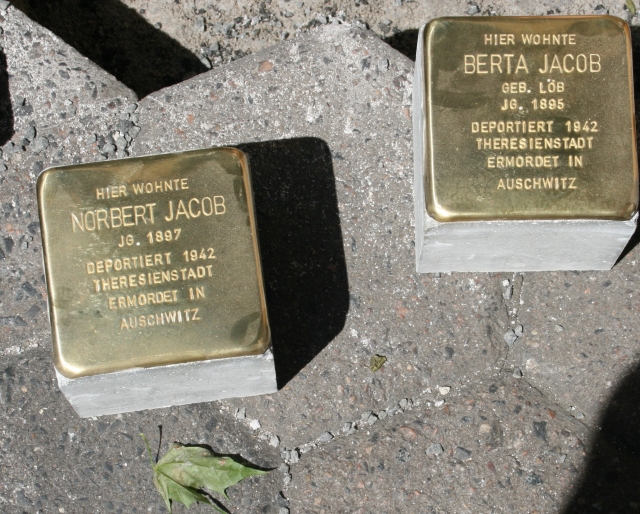 HIER WOHNTE
NORBERT JACOB
JG. 1897
DEPORTIERT 1942
THERESIENSTADT
ERMORDET IN
AUSCHWITZ
HIER WOHNTE
BERTA JACOB
GEB. LÖB
JG. 1895
DEPORTIERT 1942
THERESIENSTADT
ERMORDET IN
AUSCHWITZ